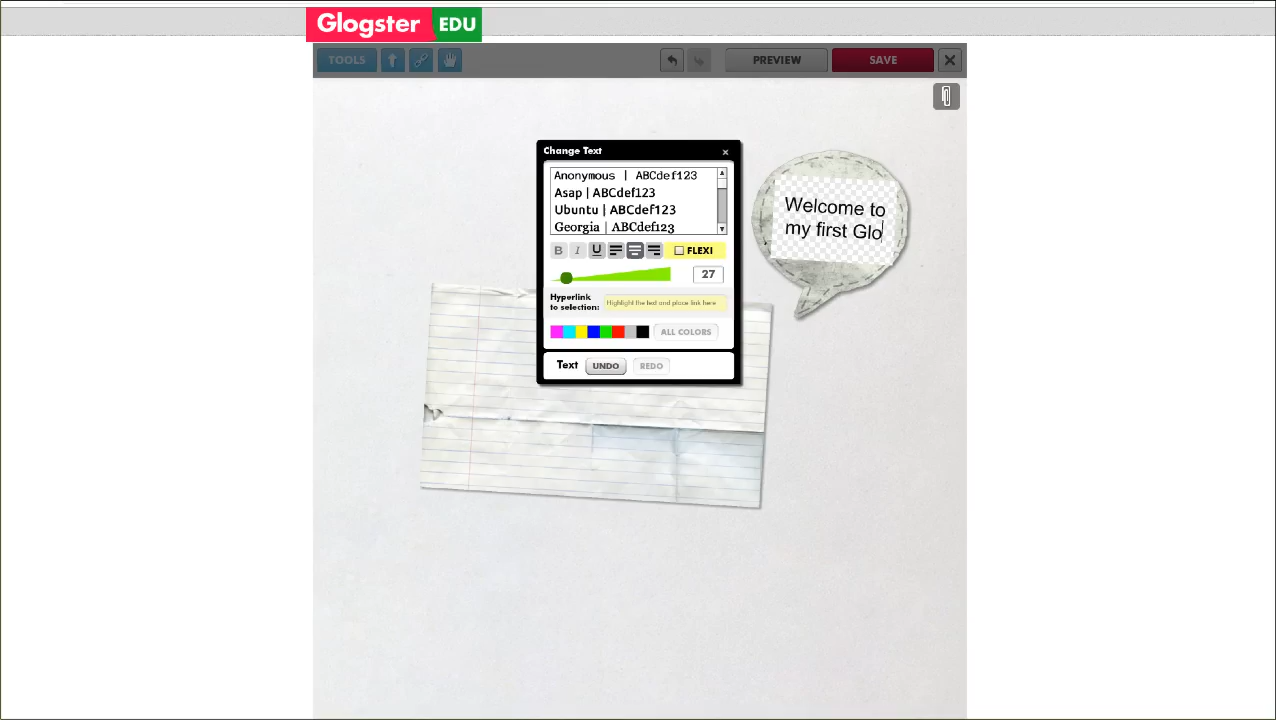 Glogster EDU
TOOLS
PREVIEW
SAVE
Change Text
Anonymous | ABCdef123
Asap | ABCdef123
Ubuntu | ABCdef123
Georgia | ABCdef123
B I U
FLEXI
27
Hyperlink
to selection:
Highlight the text and place link here
ALL COLORS
Text UNDO REDO
Welcome to
my first Glo